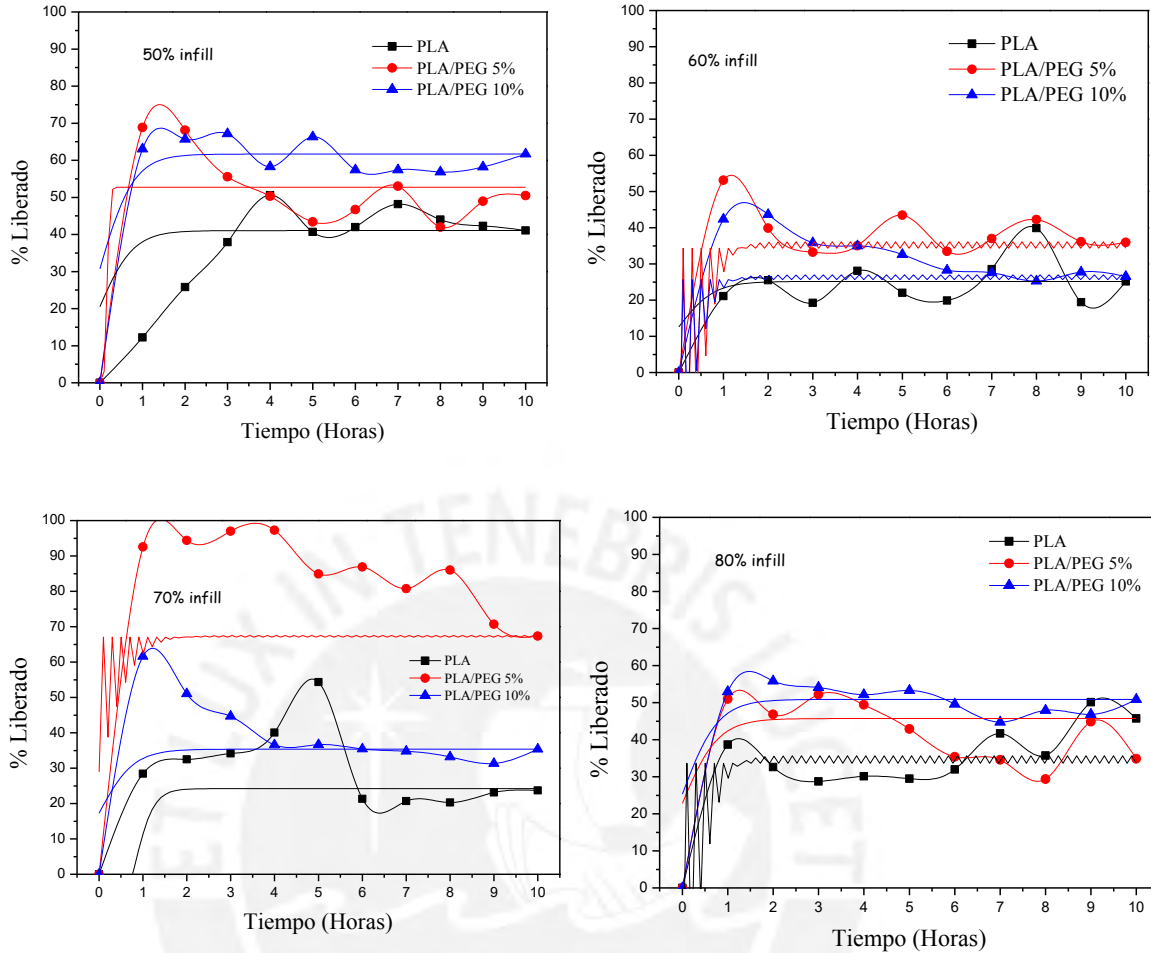 50% infill
PLA
PLA/PEG 5%
PLA/PEG 10%
% Liberado
100
90
80
70
60
50
40
30
20
10
0
0 1 2 3 4 5 6 7 8 9 10
Tiempo (Horas)
60% infill
PLA
PLA/PEG 5%
PLA/PEG 10%
% Liberado
100
90
80
70
60
50
40
30
20
10
0
0 1 2 3 4 5 6 7 8 9 10
Tiempo (Horas)
70% infill
PLA
PLA/PEG 5%
PLA/PEG 10%
% Liberado
100
90
80
70
60
50
40
30
20
10
0
0 1 2 3 4 5 6 7 8 9 10
Tiempo (Horas)
80% infill
PLA
PLA/PEG 5%
PLA/PEG 10%
% Liberado
100
90
80
70
60
50
40
30
20
10
0
0 1 2 3 4 5 6 7 8 9 10
Tiempo (Horas)
ET LUX IN TENEBRIS LUCET